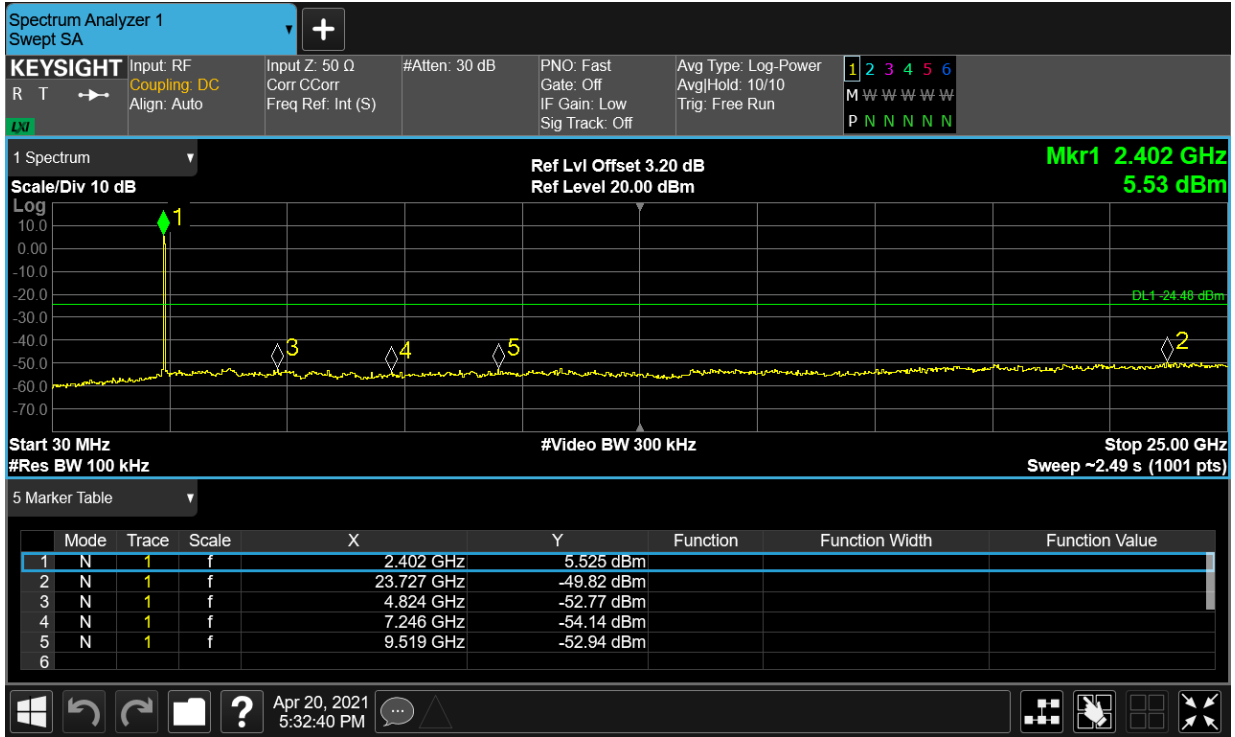 Spectrum Analyzer 1
Swept SA
KEYSIGHT Input: RF Input Z: 50 Ω #Atten: 30 dB PNO: Fast Avg Type: Log-Power 1 2 3 4 5 6
R T Coupling: DC Corr CCorr Gate: Off Avg|Hold: 10/10 M W W W W W
Align: Auto Freq Ref: Int (S) IF Gain: Low Trig: Free Run
LXI Sig Track: Off P N N N N N
1 Spectrum Ref Lvl Offset 3.20 dB Mkr1 2.402 GHz
Scale/Div 10 dB Ref Level 20.00 dBm 5.53 dBm
Log
1
10.0
0.00
-10.0
-20.0 DL1 -24.48 dBm
-30.0
-40.0
3 4 5 2
-50.0
-60.0
-70.0
Start 30 MHz #Video BW 300 kHz Stop 25.00 GHz
#Res BW 100 kHz Sweep ~2.49 s (1001 pts)
5 Marker Table
Mode Trace Scale X Y Function Function Width Function Value
1 N 1 f 2.402 GHz 5.525 dBm
2 N 1 f 23.727 GHz -49.82 dBm
3 N 1 f 4.824 GHz -52.77 dBm
4 N 1 f 7.246 GHz -54.14 dBm
5 N 1 f 9.519 GHz -52.94 dBm
6
? Apr 20, 2021
5:32:40 PM